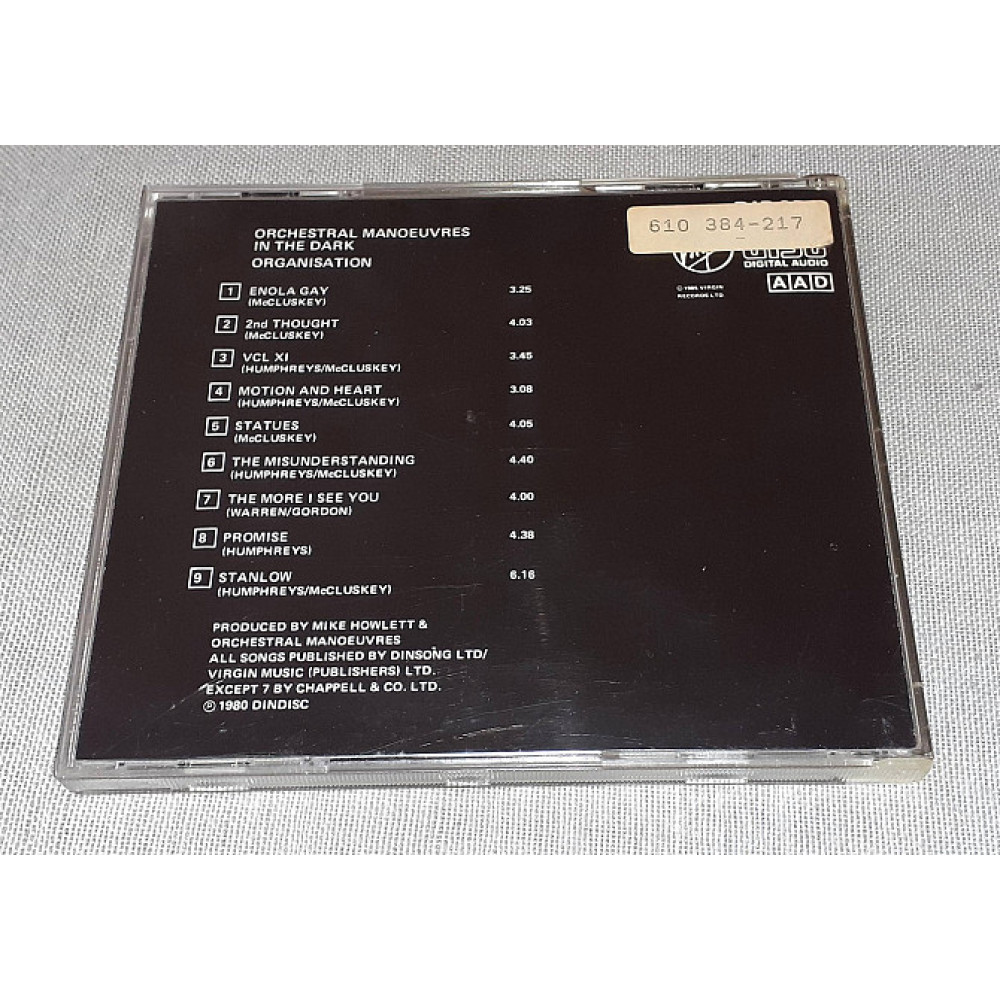 ORCHESTRAL MANOEUVRES
IN THE DARK
ORGANISATION
1 ENOLA GAY 3.25
(McCLUSKEY)
2 2nd THOUGHT 4.03
(McCLUSKEY)
3 VCL XI 3.45
(HUMPHREYS/McCLUSKEY)
4 MOTION AND HEART 3.08
(HUMPHREYS/McCLUSKEY)
5 STATUES 4.05
(McCLUSKEY)
6 THE MISUNDERSTANDING 4.40
(HUMPHREYS/McCLUSKEY)
7 THE MORE I SEE YOU 4.00
(WARREN/GORDON)
8 PROMISE 4.38
(HUMPHREYS)
9 STANLOW 6.16
(HUMPHREYS/McCLUSKEY)
PRODUCED BY MIKE HOWLETT &
ORCHESTRAL MANOEUVRES
ALL SONGS PUBLISHED BY DINSONG LTD/
VIRGIN MUSIC (PUBLISHERS) LTD.
EXCEPT 7 BY CHAPPELL & CO. LTD.
℗ 1980 DINDISC
610 384-217
DIGITAL AUDIO
AAD
VIRGIN
RECORDS LTD